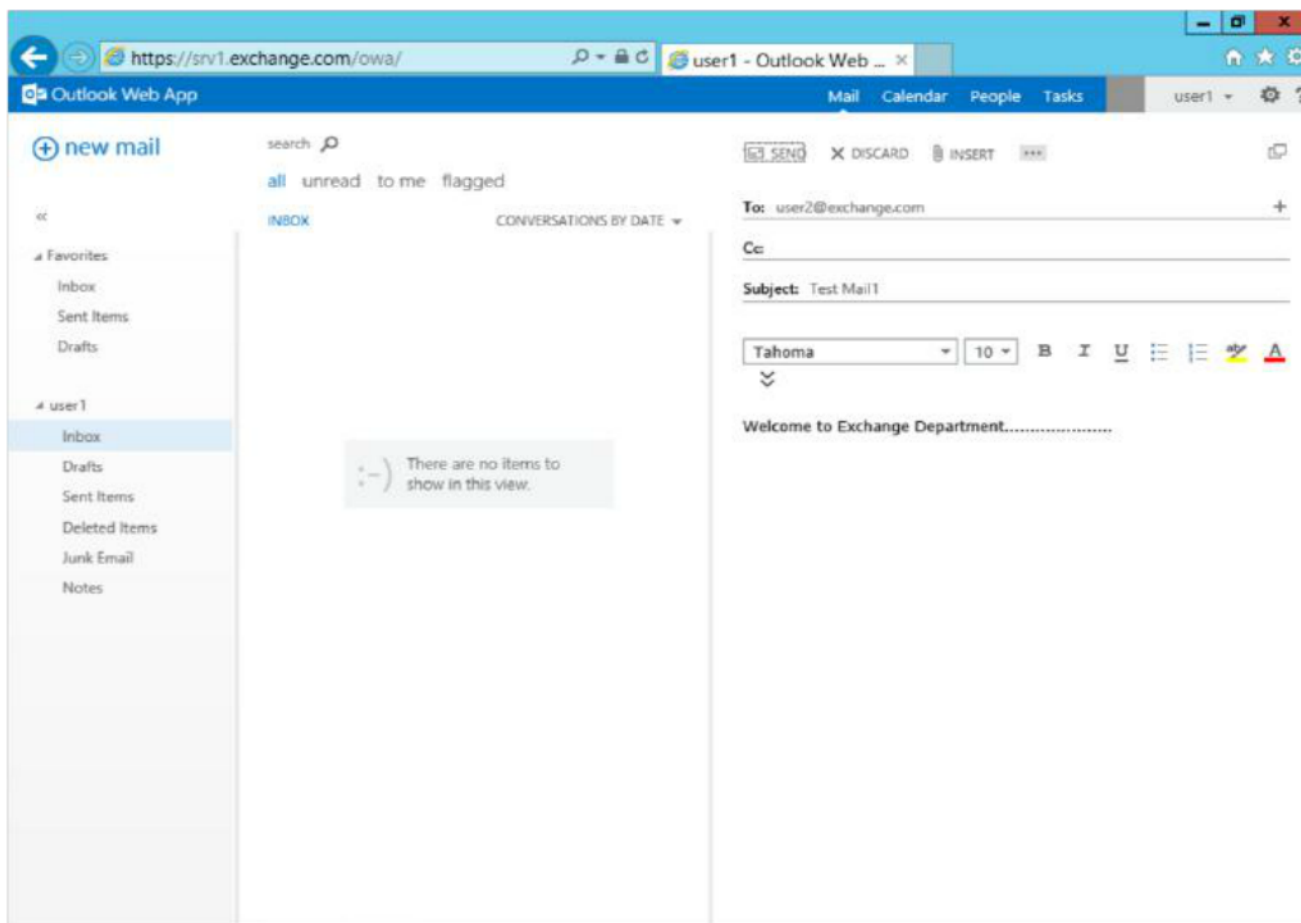 https://srv1.exchange.com/owa/
user1 - Outlook Web ...
Outlook Web App
Mail Calendar People Tasks user1 ?
new mail
search
all unread to me flagged
INBOX CONVERSATIONS BY DATE
«
Favorites
Inbox
Sent Items
Drafts
user1
Inbox
Drafts
Sent Items
Deleted Items
Junk Email
Notes
:-) There are no items to
show in this view.
SEND X DISCARD INSERT ...
To: user2@exchange.com +
Cc:
Subject: Test Mail1
Tahoma 10 B I U aby A
Welcome to Exchange Department.....................